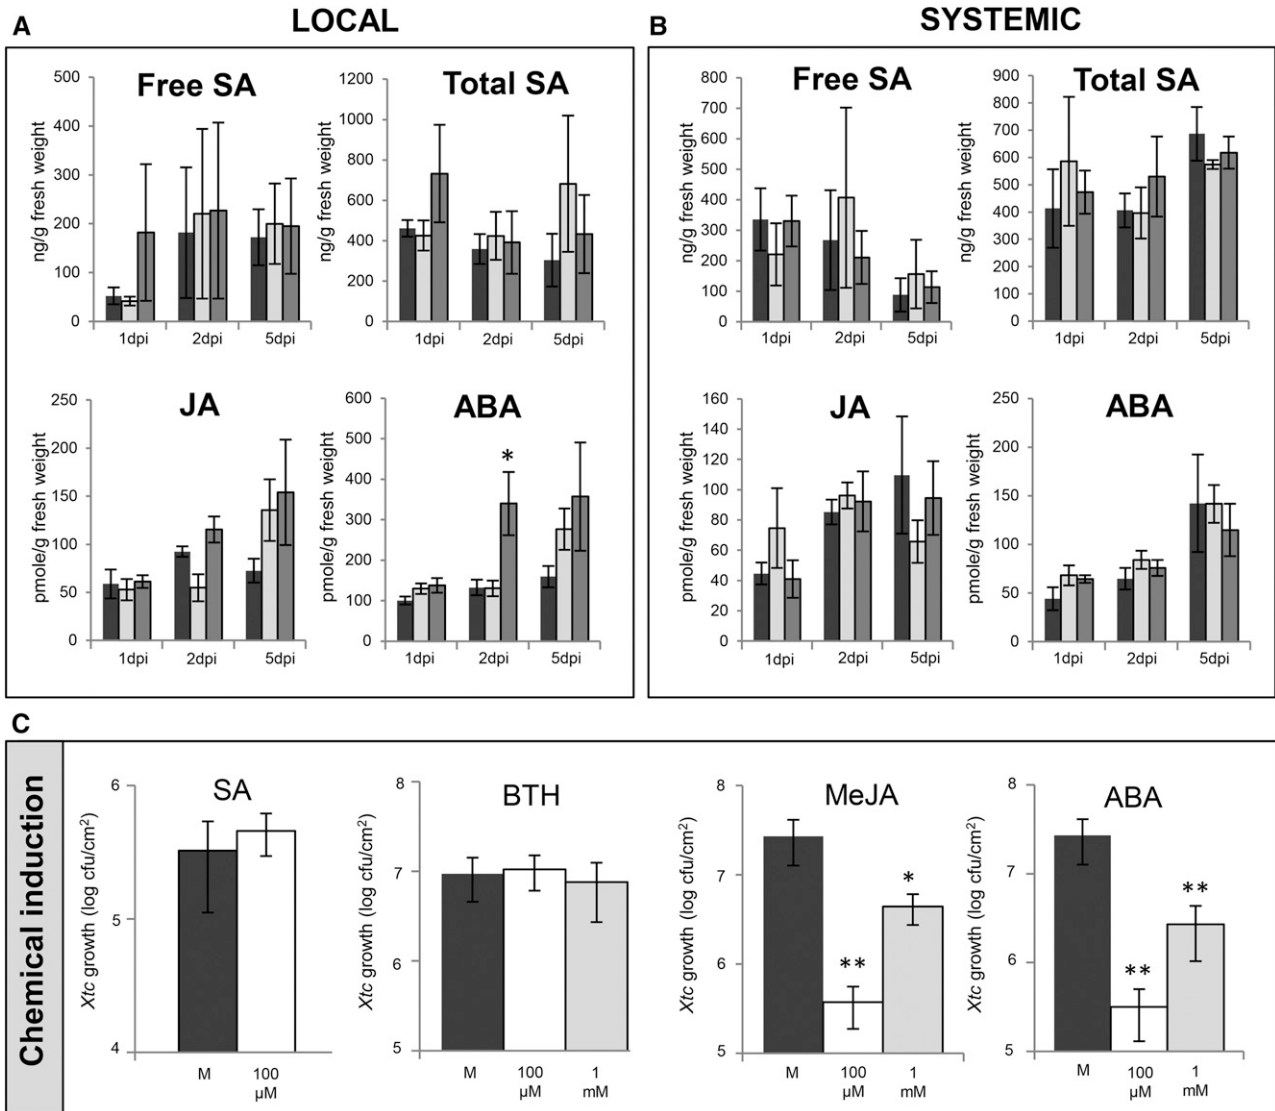 A
LOCAL
Free SA
ng/g fresh weight
500
400
300
200
100
0
1dpi 2dpi 5dpi
Total SA
ng/g fresh weight
1200
1000
800
600
400
200
0
1dpi 2dpi 5dpi
JA
pmole/g fresh weight
250
200
150
100
50
0
1dpi 2dpi 5dpi
ABA
pmole/g fresh weight
600
500
400
300
200
100
0
*
1dpi 2dpi 5dpi
B
SYSTEMIC
Free SA
ng/g fresh weight
800
700
600
500
400
300
200
100
0
1dpi 2dpi 5dpi
Total SA
ng/g fresh weight
900
800
700
600
500
400
300
200
100
0
1dpi 2dpi 5dpi
JA
pmole/g fresh weight
160
140
120
100
80
60
40
20
0
1dpi 2dpi 5dpi
ABA
pmole/g fresh weight
250
200
150
100
50
0
1dpi 2dpi 5dpi
C
Chemical induction
SA
Xtc growth (log cfu/cm²)
6
5
4
M 100 µM
BTH
Xtc growth (log cfu/cm²)
8
7
6
5
M 100 µM 1 mM
MeJA
Xtc growth (log cfu/cm²)
8
7
6
5
**
*
M 100 µM 1 mM
ABA
Xtc growth (log cfu/cm²)
8
7
6
5
**
**
M 100 µM 1 mM